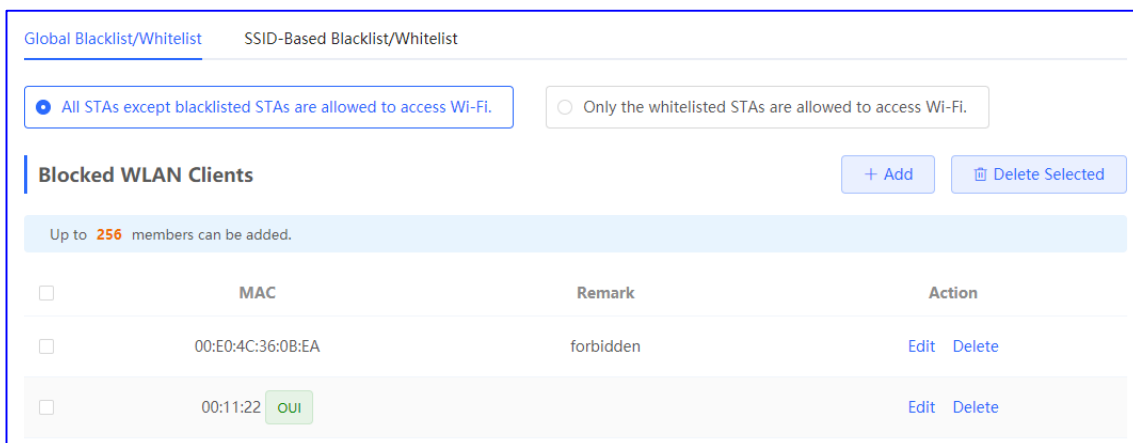 Global Blacklist/Whitelist SSID-Based Blacklist/Whitelist
All STAs except blacklisted STAs are allowed to access Wi-Fi. Only the whitelisted STAs are allowed to access Wi-Fi.
Blocked WLAN Clients + Add Delete Selected
Up to 256 members can be added.
MAC Remark Action
00:E0:4C:36:0B:EA forbidden Edit Delete
00:11:22 OUI Edit Delete